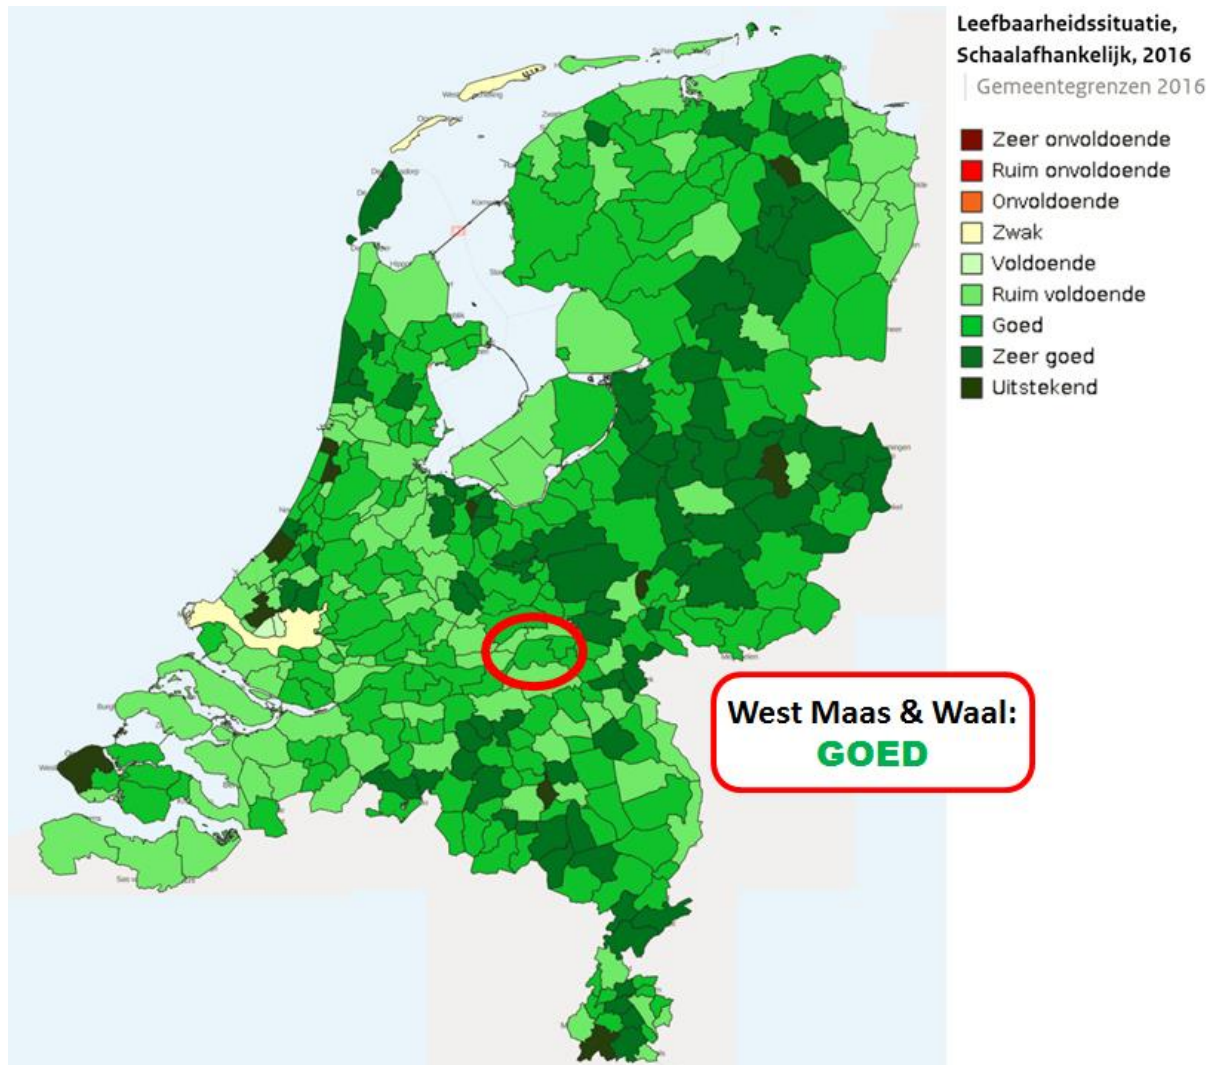 Leefbaarheidssituatie,
Schaalafhankelijk, 2016
Gemeentegrenzen 2016
Zeer onvoldoende
Ruim onvoldoende
Onvoldoende
Zwak
Voldoende
Ruim voldoende
Goed
Zeer goed
Uitstekend
West Maas & Waal:
GOED